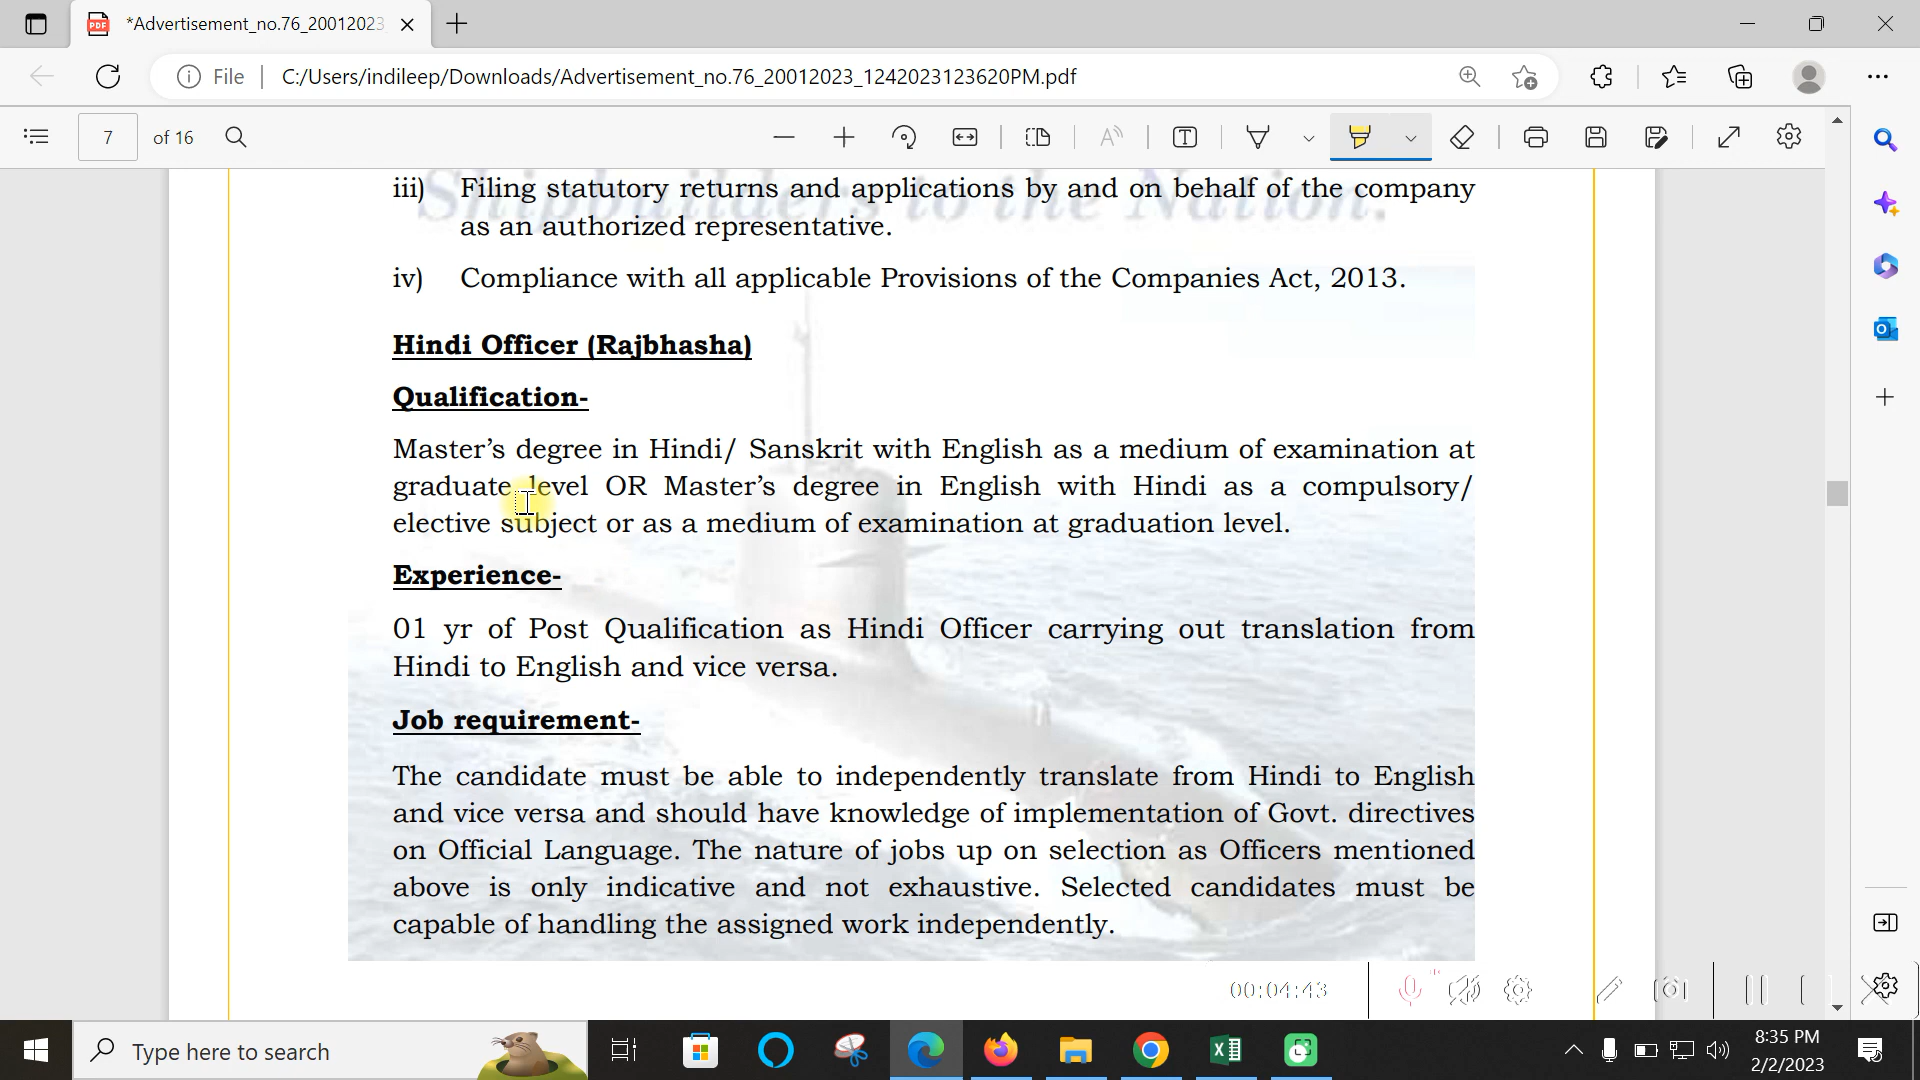 *Advertisement_no.76_20012023
File
C:/Users/indileep/Downloads/Advertisement_no.76_20012023_1242023123620PM.pdf
7 of 16
Shipbuilders to the Nation.
iii) Filing statutory returns and applications by and on behalf of the company
as an authorized representative.
iv) Compliance with all applicable Provisions of the Companies Act, 2013.
Hindi Officer (Rajbhasha)
Qualification-
Master’s degree in Hindi/ Sanskrit with English as a medium of examination at
graduate level OR Master’s degree in English with Hindi as a compulsory/
elective subject or as a medium of examination at graduation level.
Experience-
01 yr of Post Qualification as Hindi Officer carrying out translation from
Hindi to English and vice versa.
Job requirement-
The candidate must be able to independently translate from Hindi to English
and vice versa and should have knowledge of implementation of Govt. directives
on Official Language. The nature of jobs up on selection as Officers mentioned
above is only indicative and not exhaustive. Selected candidates must be
capable of handling the assigned work independently.
00:04:43
Type here to search
8:35 PM
2/2/2023